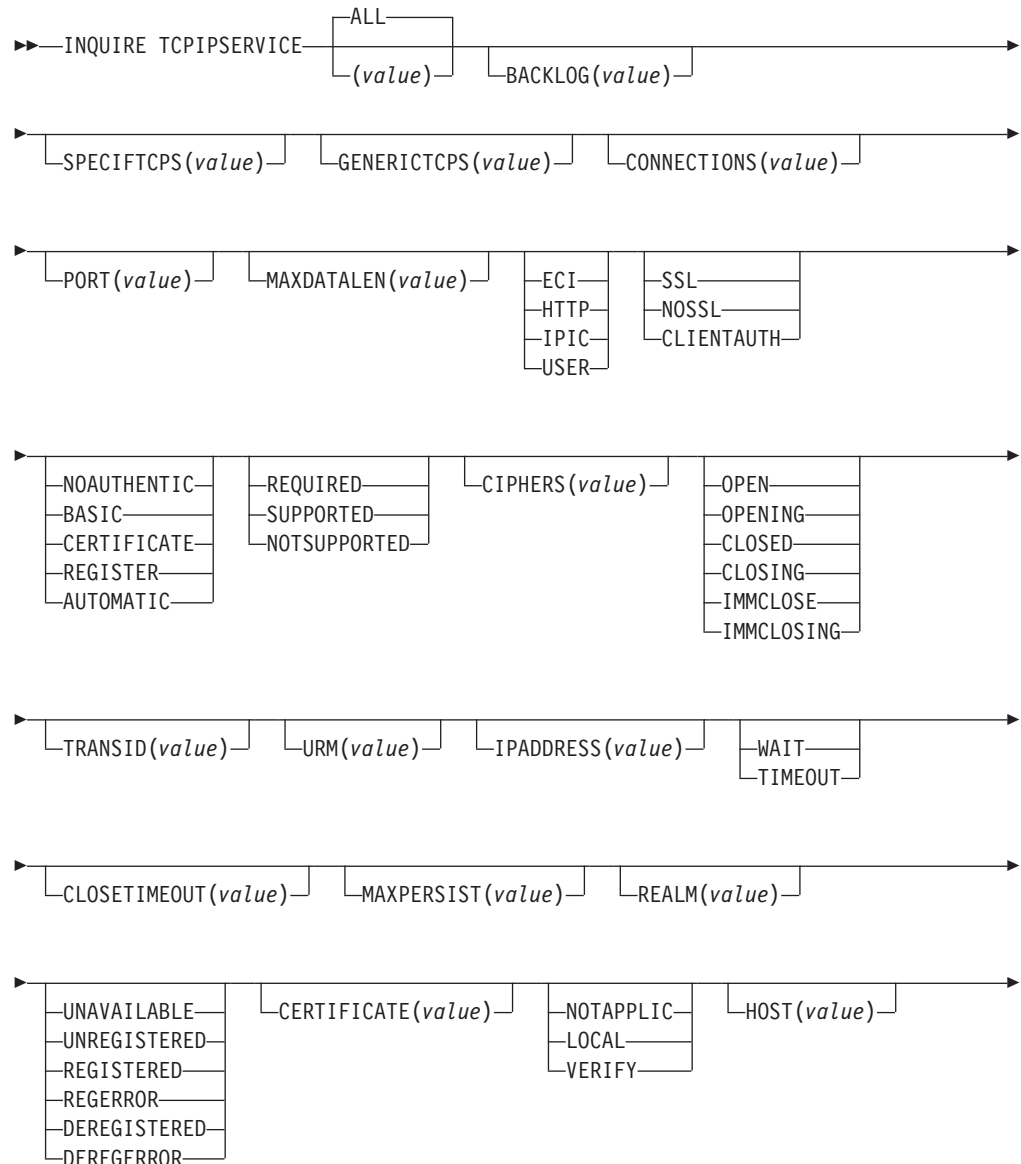 ALL
INQUIRE TCPIPSERVICE
(value) BACKLOG(value)
SPECIFTCPS(value) GENERICTCPS(value) CONNECTIONS(value)
PORT(value) MAXDATALEN(value) ECI SSL
HTTP NOSSL
IPIC CLIENTAUTH
USER
NOAUTHENTIC REQUIRED CIPHERS(value) OPEN
BASIC SUPPORTED OPENING
CERTIFICATE NOTSUPPORTED CLOSED
REGISTER CLOSING
AUTOMATIC IMMCLOSE
IMMCLOSING
TRANSID(value) URM(value) IPADDRESS(value) WAIT
TIMEOUT
CLOSETIMEOUT(value) MAXPERSIST(value) REALM(value)
UNAVAILABLE CERTIFICATE(value) NOTAPPLIC HOST(value)
UNREGISTERED LOCAL
REGISTERED VERIFY
REGERROR
DEREGISTERED
DEREGERROR